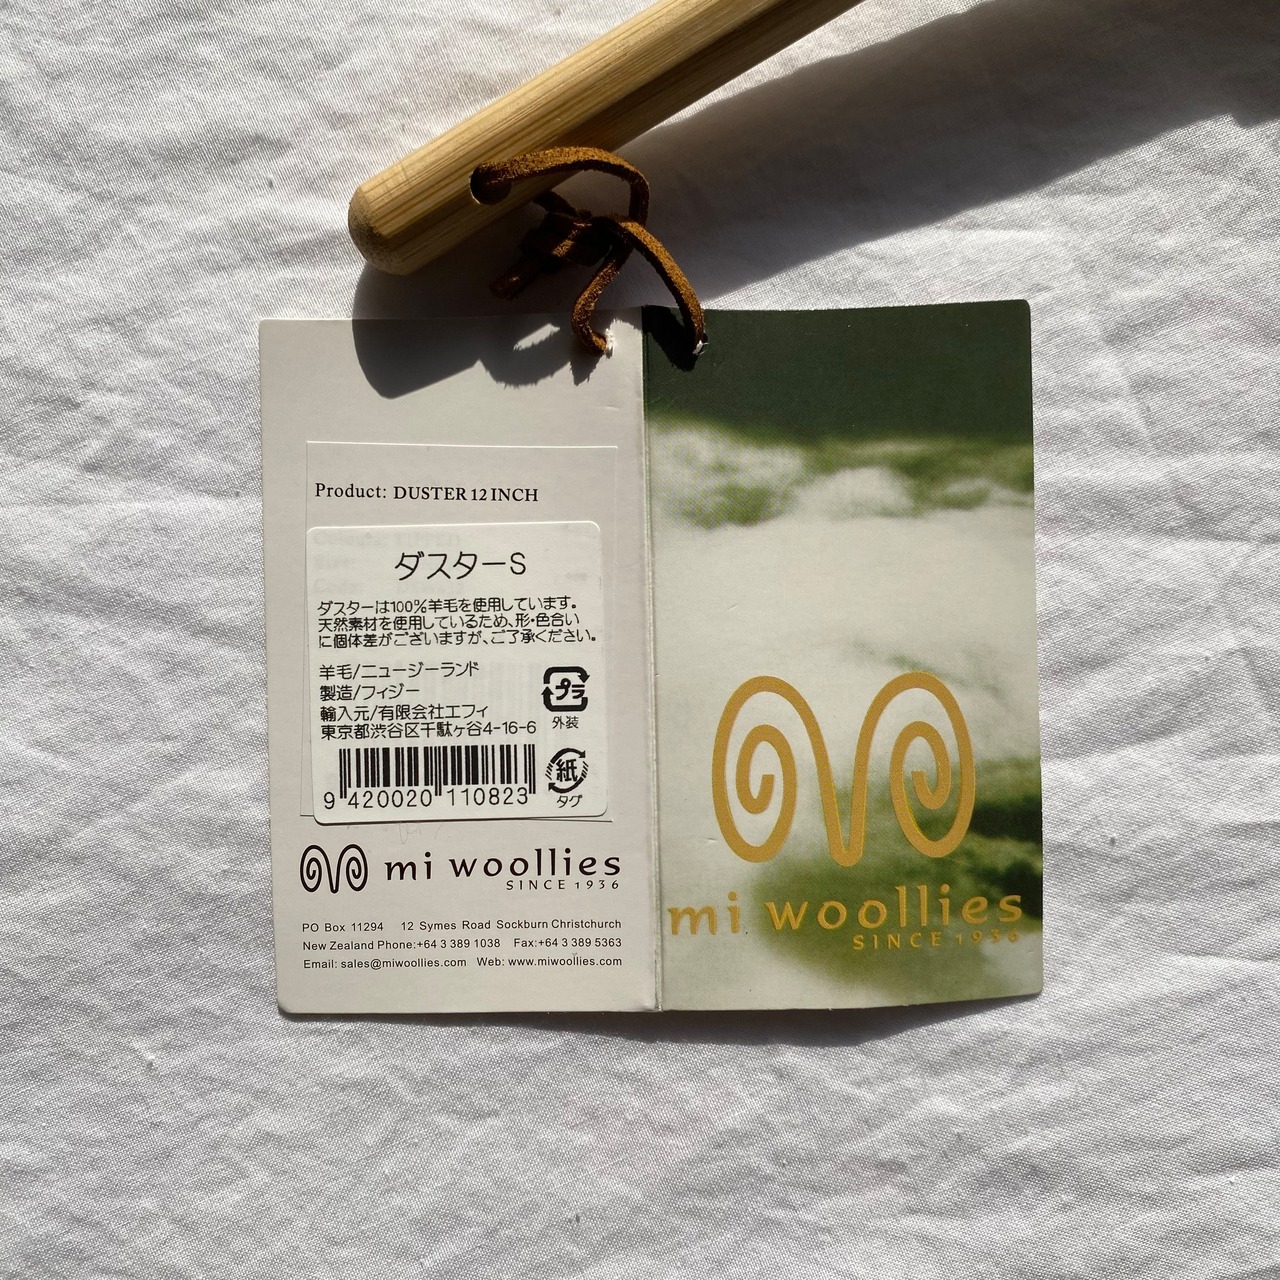 Product: DUSTER 12 INCH
ダスターS
ダスターは100%羊毛を使用しています。
天然素材を使用しているため、形・色合い
に個体差がございますが、ご了承ください。
羊毛/ニュージーランド
製造/フィジー
輸入元/有限会社エフィ
東京都渋谷区千駄ヶ谷4-16-6
プラ
外装
紙
タグ
9 420020 110823
mi woollies
SINCE 1936
PO Box 11294 12 Symes Road Sockburn Christchurch
New Zealand Phone:+64 3 389 1038 Fax:+64 3 389 5363
Email: sales@miwoollies.com Web: www.miwoollies.com
mi woollies
SINCE 1936